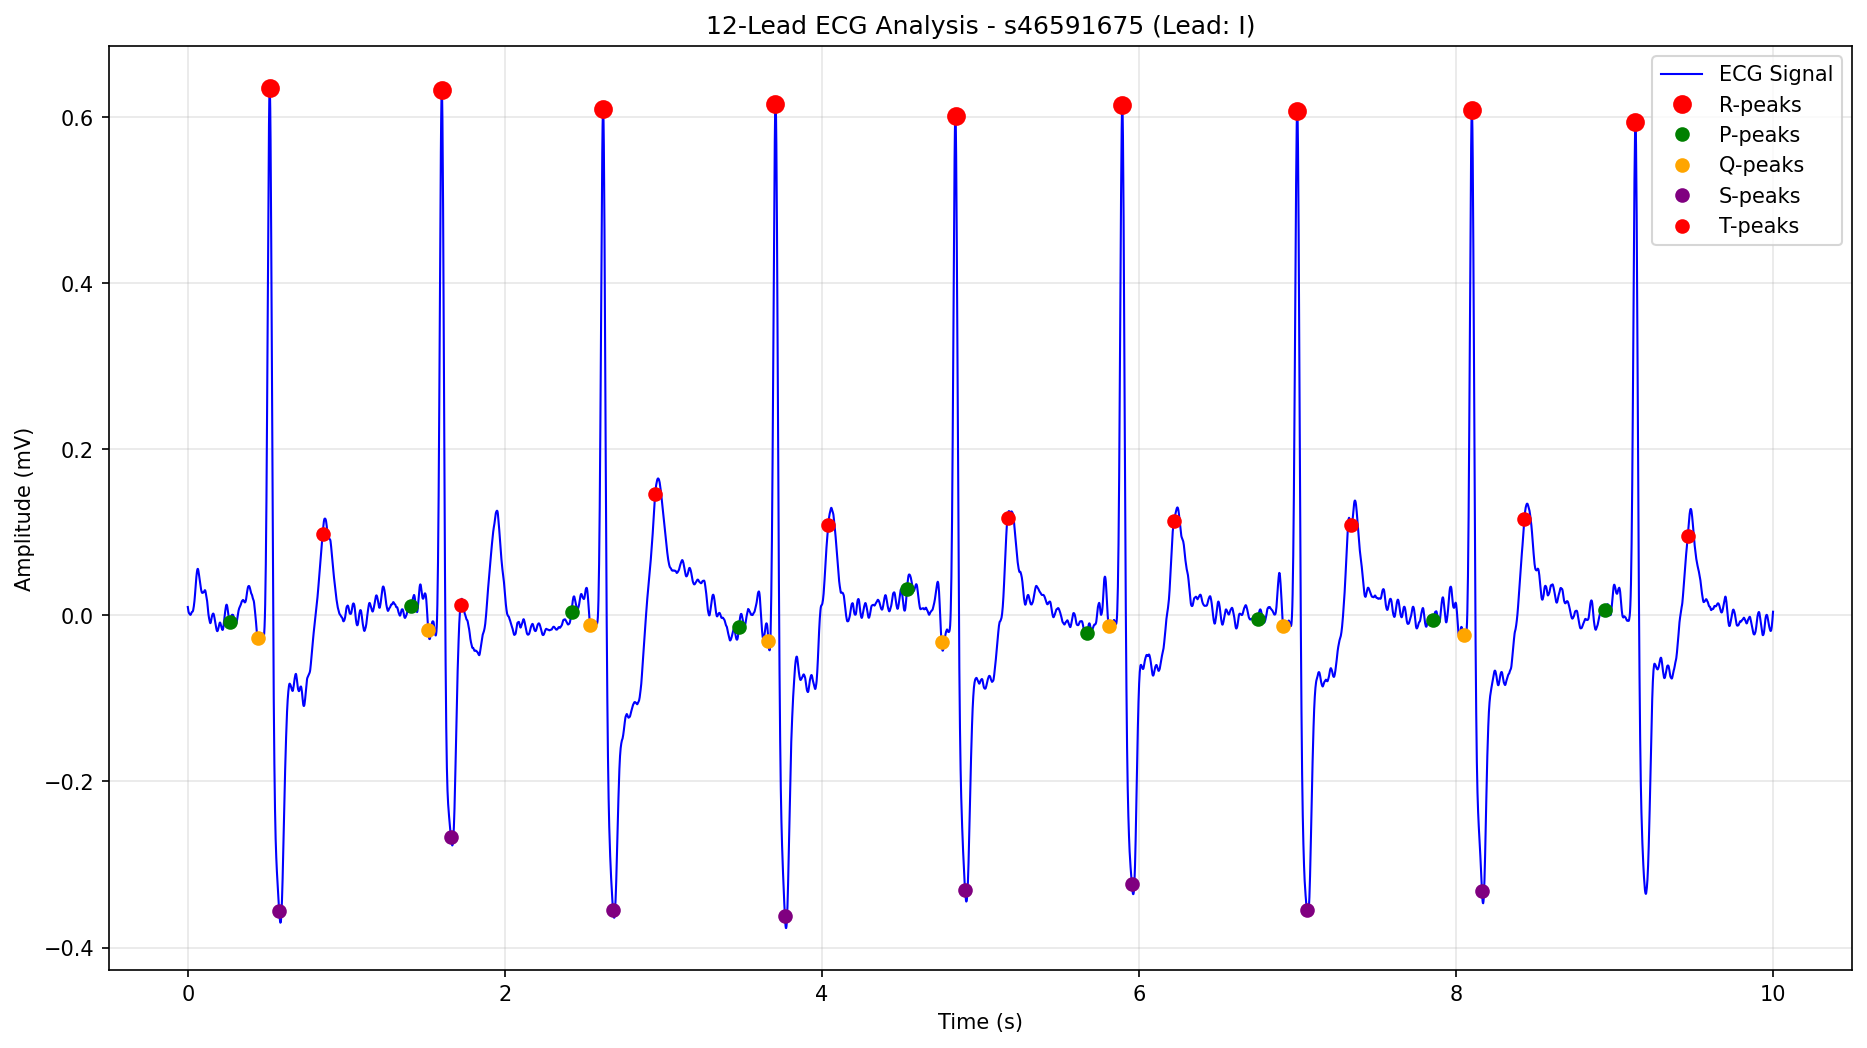 12-Lead ECG Analysis - s46591675 (Lead: I)
ECG Signal
R-peaks
P-peaks
Q-peaks
S-peaks
T-peaks
Amplitude (mV)
0.6
0.4
0.2
0.0
−0.2
−0.4
0
2
4
6
8
10
Time (s)